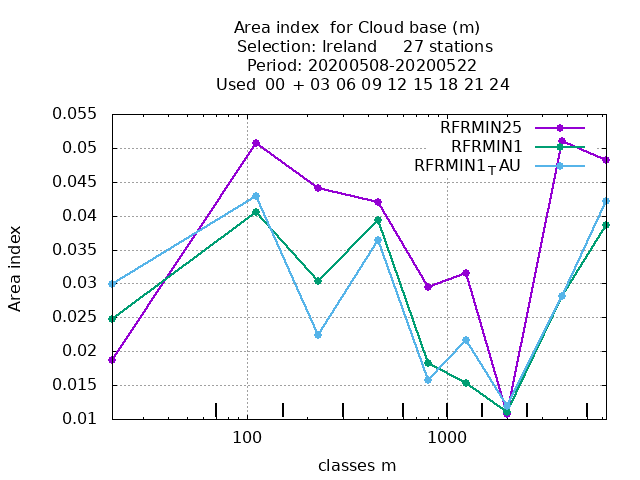 Area index  for Cloud base (m)
Selection: Ireland     27 stations
Period: 20200508-20200522
Used  00  + 03 06 09 12 15 18 21 24
RFRMIN25
RFRMIN1
RFRMIN1TAU
0.055
0.05
0.045
0.04
0.035
0.03
0.025
0.02
0.015
0.01
Area index
100 1000
classes m